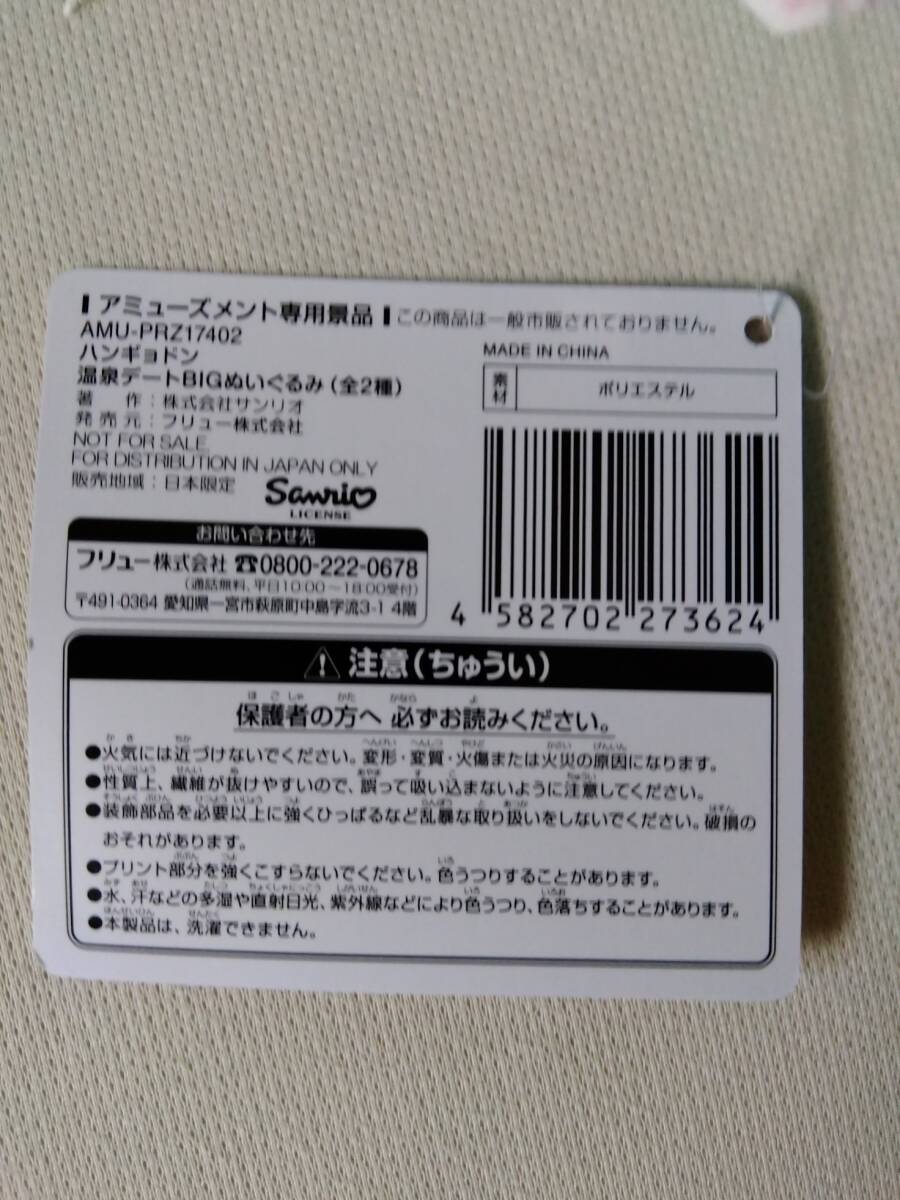 アミューズメント専用景品 この商品は一般市販されておりません。
AMU-PRZ17402
ハンギョドン
温泉デートBIGぬいぐるみ(全2種)
著 作:株式会社サンリオ
発 売 元:フリュー株式会社
NOT FOR SALE
FOR DISTRIBUTION IN JAPAN ONLY
販売地域:日本限定
Sanrio
LICENSE
MADE IN CHINA
素材 ポリエステル
4 582702 273624
お問い合わせ先
フリュー株式会社 ☎0800-222-0678
(通話無料、平日10:00~18:00受付)
〒491-0364 愛知県一宮市萩原町中島字流3-1 4階
注意(ちゅうい)
保護者の方へ 必ずお読みください。
●火気には近づけないでください。変形・変質・火傷または火災の原因になります。
●性質上、繊維が抜けやすいので、誤って吸い込まないように注意してください。
●装飾部品を必要以上に強くひっぱるなど乱暴な取り扱いをしないでください。破損の
おそれがあります。
●プリント部分を強くこすらないでください。色うつりすることがあります。
●水、汗などの多湿や直射日光、紫外線などにより色うつり、色落ちすることがあります。
●本製品は、洗濯できません。